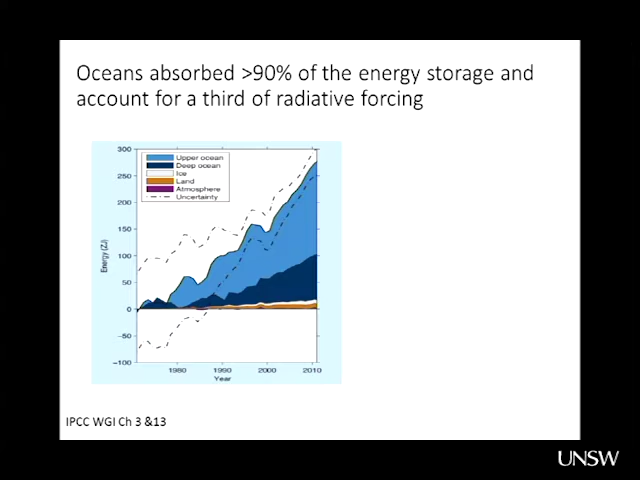 Oceans absorbed >90% of the energy storage and
account for a third of radiative forcing
300
250
200
150
100
50
0
−50
−100
Energy (ZJ)
Upper ocean
Deep ocean
Ice
Land
Atmosphere
Uncertainty
1980
1990
2000
2010
Year
IPCC WGI Ch 3 &13
UNSW